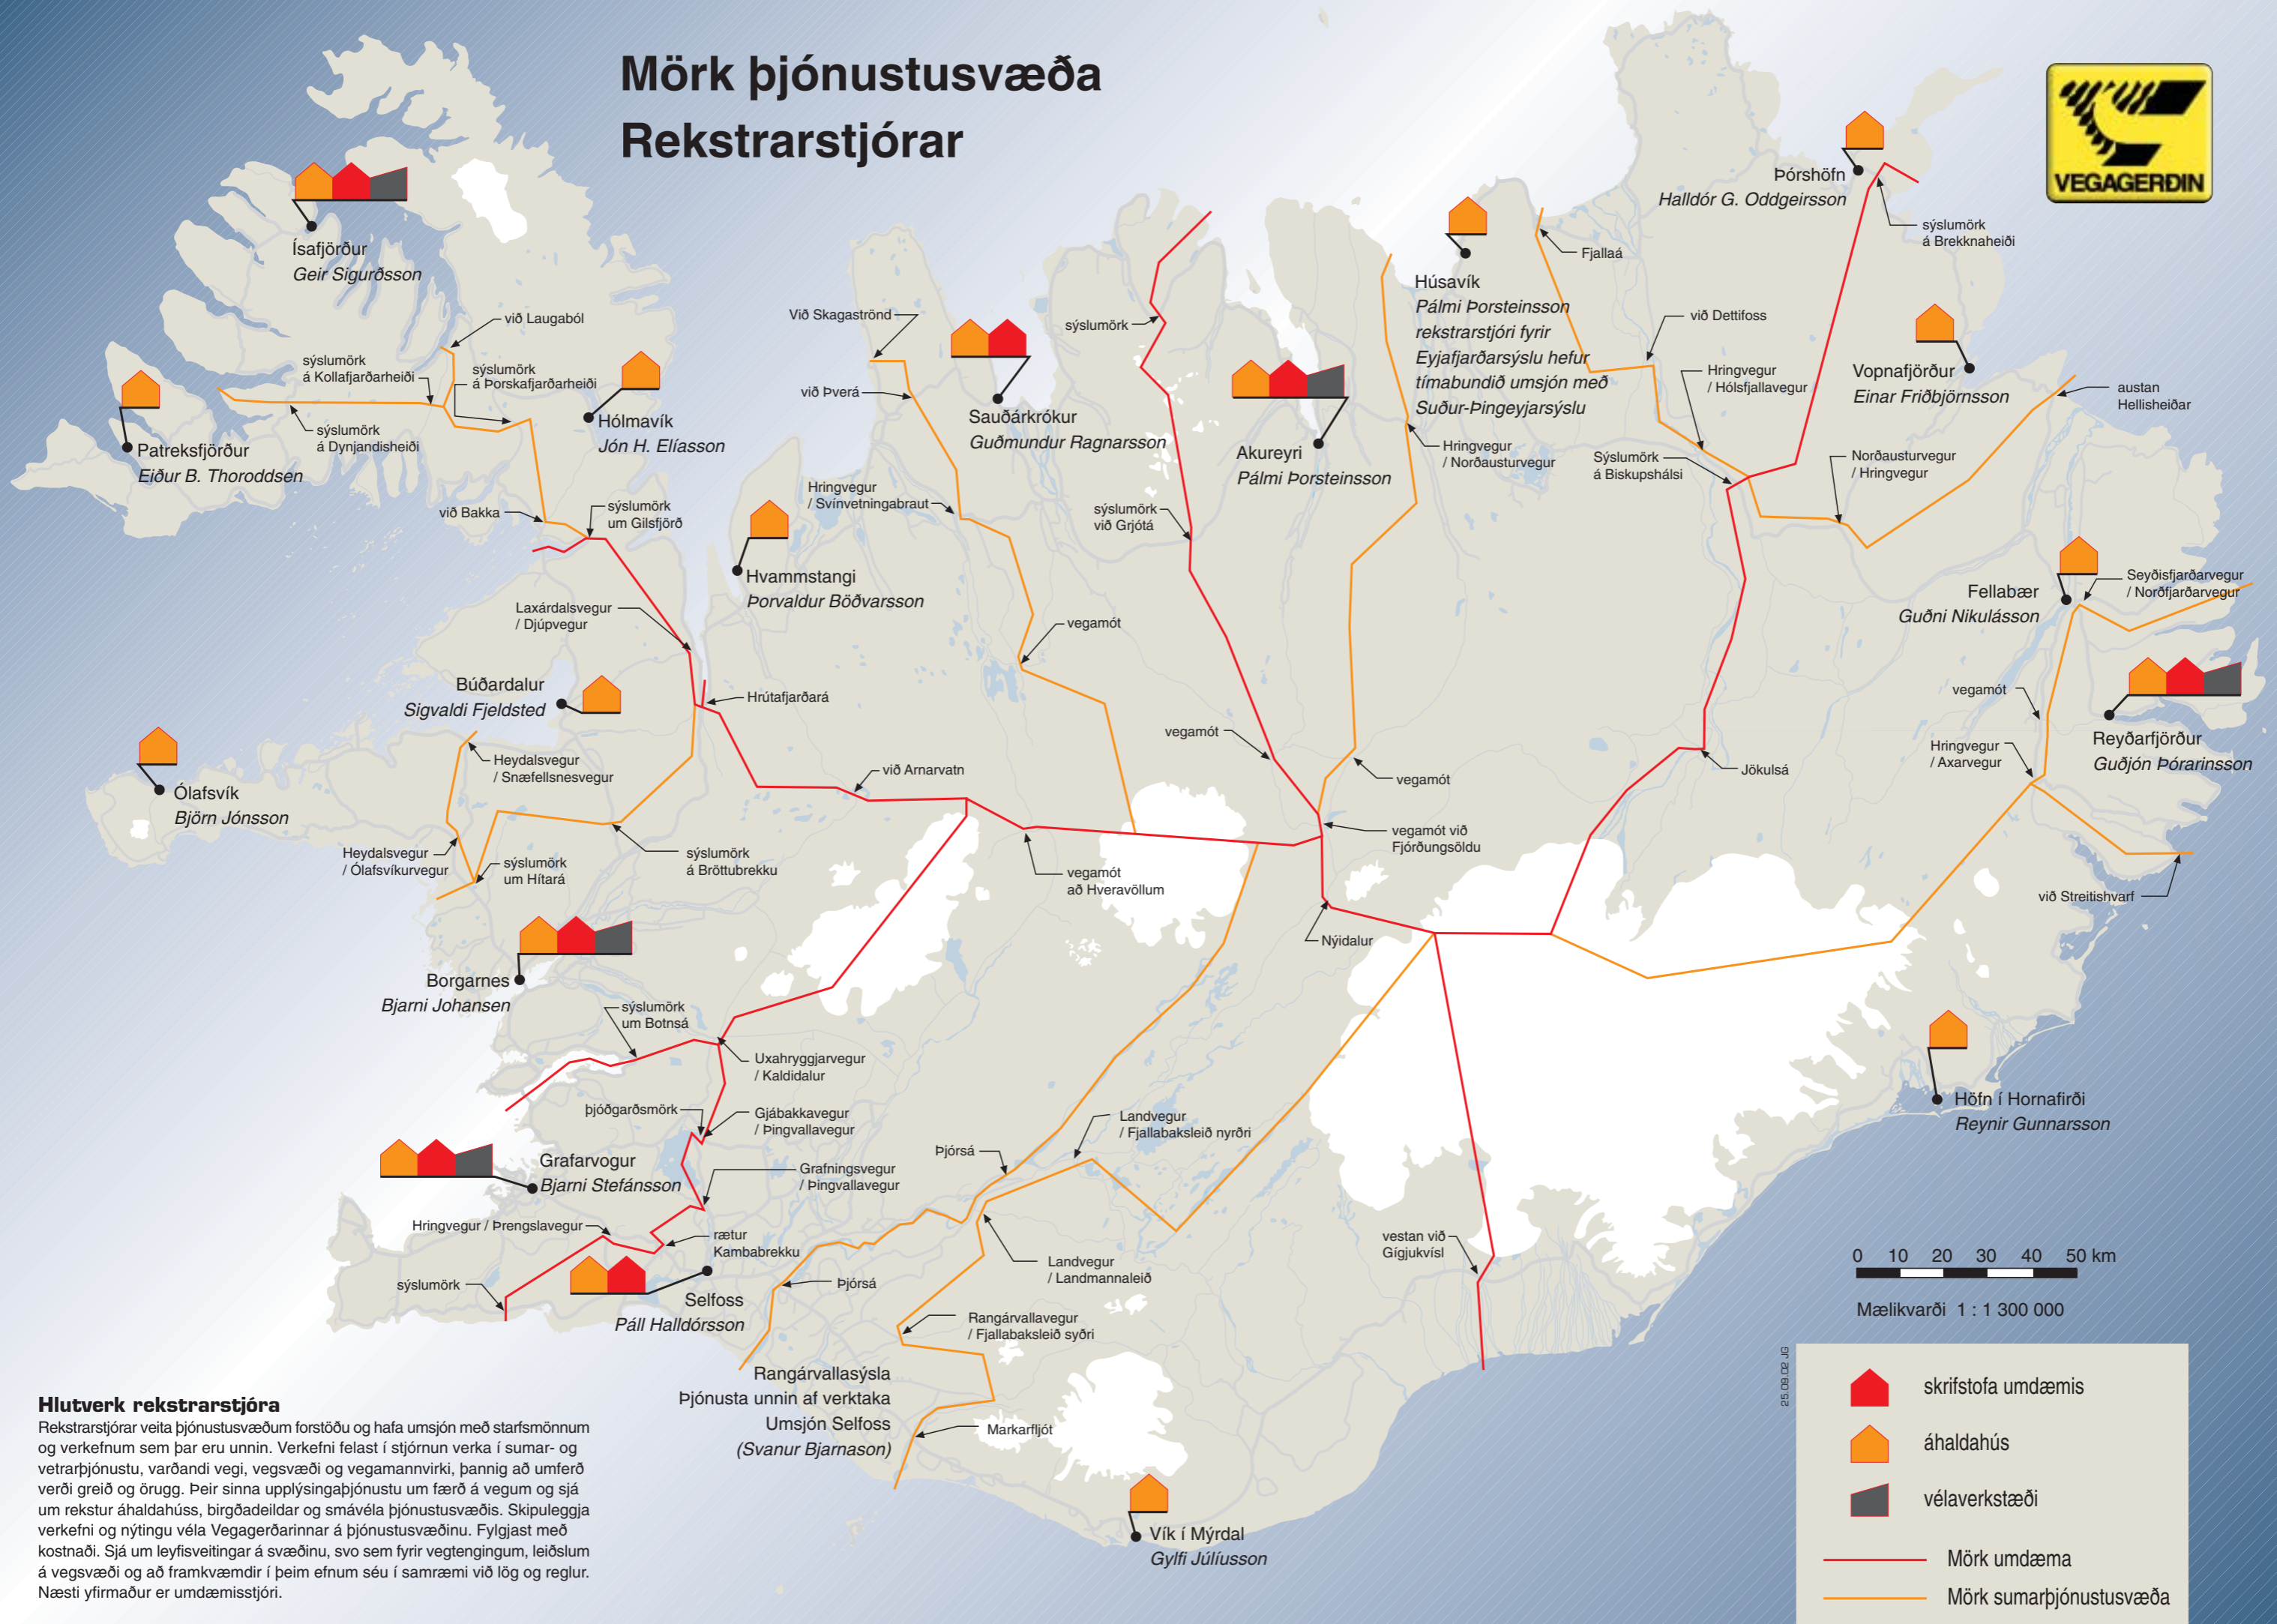 Mörk þjónustusvæða
Rekstrarstjórar
VEGAGERÐIN
Ísafjörður
Geir Sigurðsson
við Laugaból
sýslumörk
á Kollafjarðarheiði
sýslumörk
á Þorskafjarðarheiði
sýslumörk
á Dynjandisheiði
Patreksfjörður
Eiður B. Thoroddsen
Hólmavík
Jón H. Elíasson
við Bakka
sýslumörk
um Gilsfjörð
Laxárdalsvegur
/ Djúpvegur
Hvammstangi
Þorvaldur Böðvarsson
Búðardalur
Sigvaldi Fjeldsted
Hrútafjarðará
Ólafsvík
Björn Jónsson
Heydalsvegur
/ Snæfellsnesvegur
Heydalsvegur
/ Ólafsvíkurvegur
sýslumörk
um Hítará
sýslumörk
á Bröttubrekku
við Arnarvatn
vegamót
að Hveravöllum
Við Skagaströnd
við Þverá
Hringvegur
/ Svínvetningabraut
vegamót
Sauðárkrókur
Guðmundur Ragnarsson
sýslumörk
sýslumörk
við Grjótá
Akureyri
Pálmi Þorsteinsson
vegamót
vegamót
vegamót við
Fjórðungsöldu
Nýidalur
Húsavík
Pálmi Þorsteinsson
rekstrarstjóri fyrir
Eyjafjarðarsýslu hefur
tímabundið umsjón með
Suður-Þingeyjarsýslu
Hringvegur
/ Norðausturvegur
Fjallaá
við Dettifoss
Hringvegur
/ Hólsfjallavegur
Sýslumörk
á Biskupshálsi
Þórshöfn
Halldór G. Oddgeirsson
sýslumörk
á Brekknaheiði
Vopnafjörður
Einar Friðbjörnsson
austan
Hellisheiðar
Norðausturvegur
/ Hringvegur
Fellabær
Guðni Nikulásson
Seyðisfjarðarvegur
/ Norðfjarðarvegur
vegamót
Hringvegur
/ Axarvegur
Reyðarfjörður
Guðjón Þórarinsson
Jökulsá
við Streitishvarf
Höfn í Hornafirði
Reynir Gunnarsson
Borgarnes
Bjarni Johansen
sýslumörk
um Botnsá
Uxahryggjarvegur
/ Kaldidalur
þjóðgarðsmörk
Gjábakkavegur
/ Þingvallavegur
Grafarvogur
Bjarni Stefánsson
Grafningsvegur
/ Þingvallavegur
Hringvegur / Þrengslavegur
rætur
Kambabrekku
sýslumörk
Selfoss
Páll Halldórsson
Þjórsá
Þjórsá
Landvegur
/ Fjallabaksleið nyrðri
Landvegur
/ Landmannaleið
Rangárvallavegur
/ Fjallabaksleið syðri
Rangárvallasýsla
Þjónusta unnin af verktaka
Umsjón Selfoss
(Svanur Bjarnason)
Markarfljót
Vík í Mýrdal
Gylfi Júlíusson
vestan við
Gígjukvísl
0 10 20 30 40 50 km
Mælikvarði 1 : 1 300 000
25.09.02 JG
skrifstofa umdæmis
áhaldahús
vélaverkstæði
Mörk umdæma
Mörk sumarþjónustusvæða
Hlutverk rekstrarstjóra
Rekstrarstjórar veita þjónustusvæðum forstöðu og hafa umsjón með starfsmönnum
og verkefnum sem þar eru unnin. Verkefni felast í stjórnun verka í sumar- og
vetrarþjónustu, varðandi vegi, vegsvæði og vegamannvirki, þannig að umferð
verði greið og örugg. Þeir sinna upplýsingaþjónustu um færð á vegum og sjá
um rekstur áhaldahúss, birgðadeildar og smávéla þjónustusvæðis. Skipuleggja
verkefni og nýtingu véla Vegagerðarinnar á þjónustusvæðinu. Fylgjast með
kostnaði. Sjá um leyfisveitingar á svæðinu, svo sem fyrir vegtengingum, leiðslum
á vegsvæði og að framkvæmdir í þeim efnum séu í samræmi við lög og reglur.
Næsti yfirmaður er umdæmisstjóri.